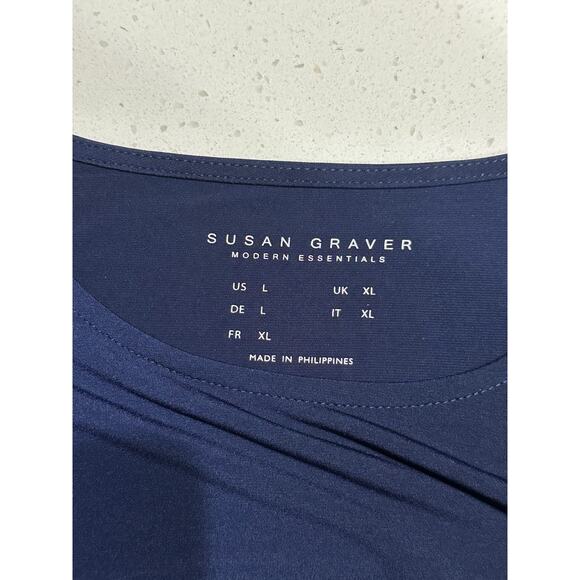 SUSAN GRAVER
MODERN ESSENTIALS
US L UK XL
DE L IT XL
FR XL
MADE IN PHILIPPINES